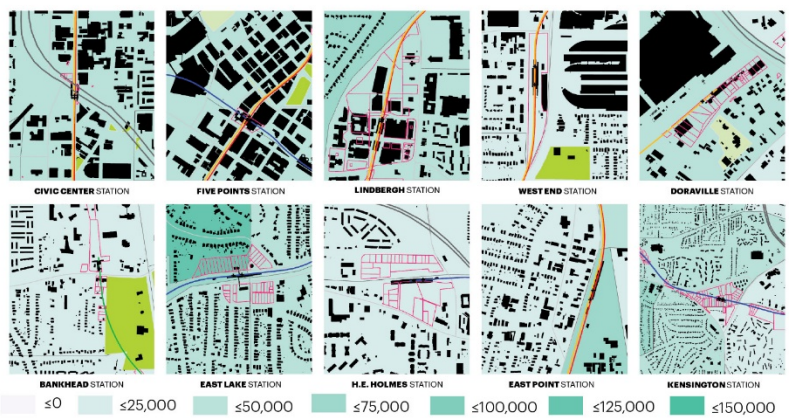 CIVIC CENTER STATION
FIVE POINTS STATION
LINDBERGH STATION
WEST END STATION
DORAVILLE STATION
BANKHEAD STATION
EAST LAKE STATION
H.E. HOLMES STATION
EAST POINT STATION
KENSINGTON STATION
≤0
≤25,000
≤50,000
≤75,000
≤100,000
≤125,000
≤150,000